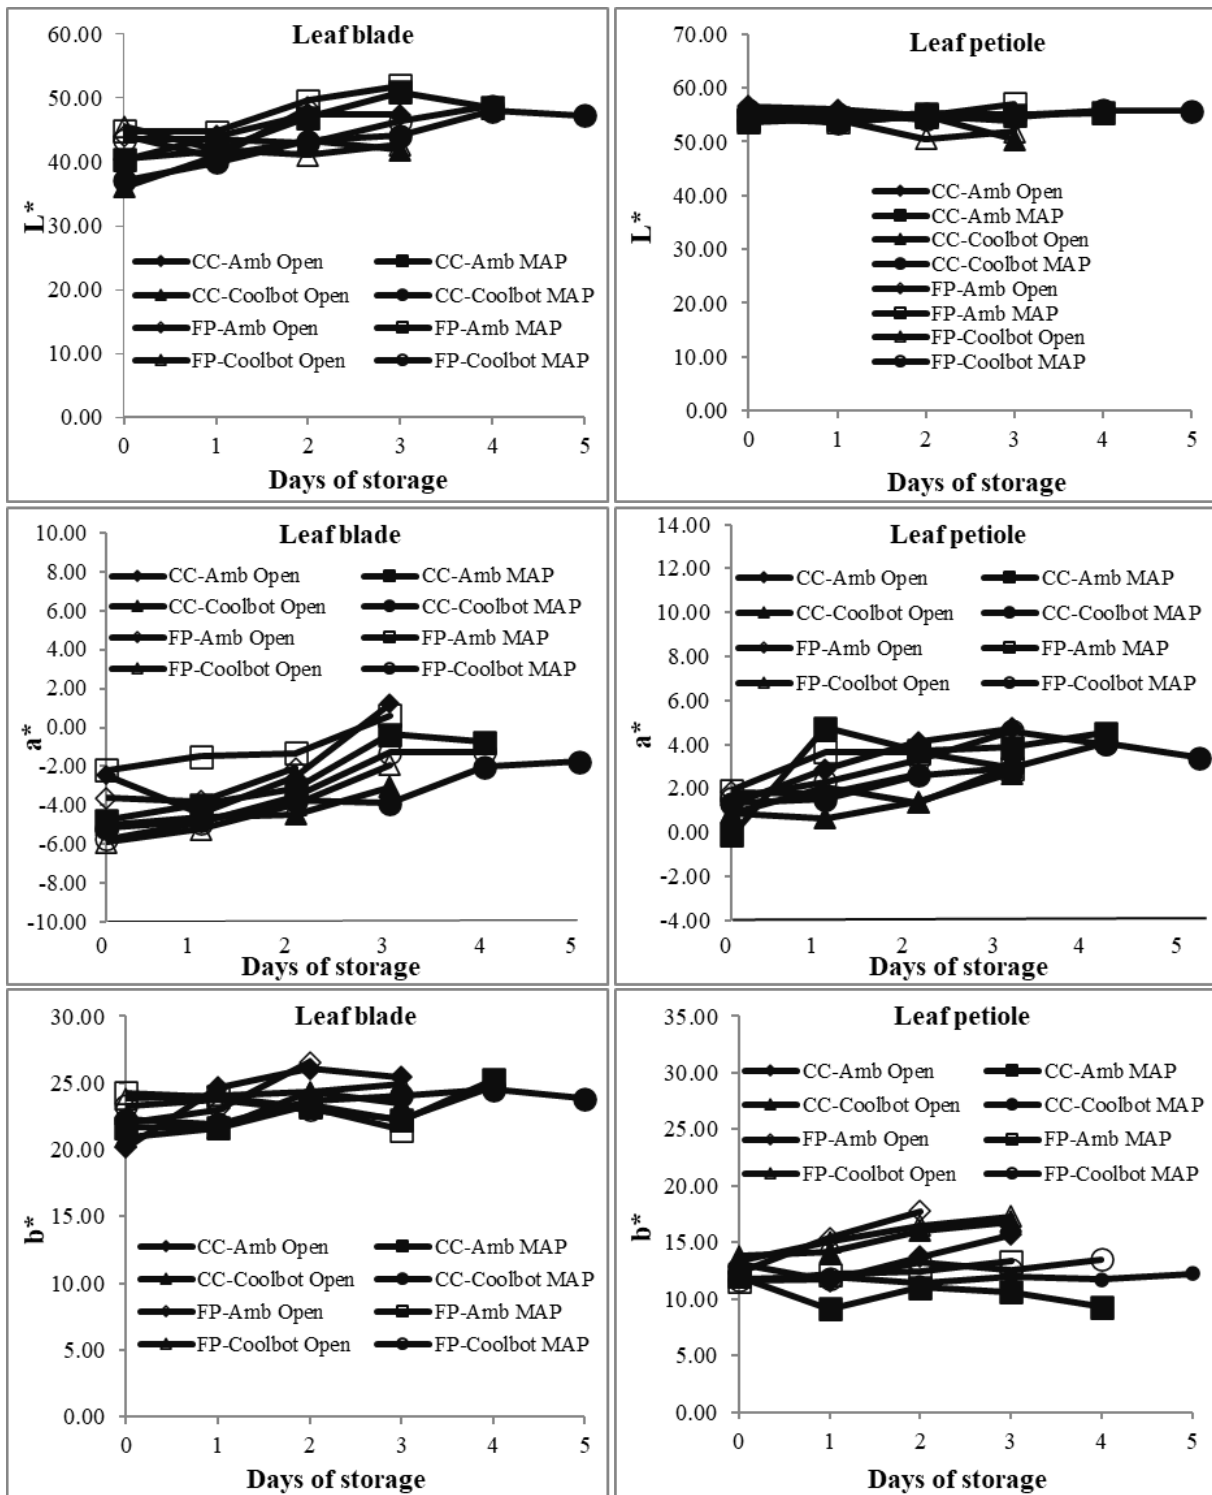 Leaf blade
60.00
50.00
40.00
30.00
20.00
10.00
0.00
L*
CC-Amb Open
CC-Amb MAP
CC-Coolbot Open
CC-Coolbot MAP
FP-Amb Open
FP-Amb MAP
FP-Coolbot Open
FP-Coolbot MAP
0 1 2 3 4 5
Days of storage
Leaf petiole
70.00
60.00
50.00
40.00
30.00
20.00
10.00
0.00
L*
CC-Amb Open
CC-Amb MAP
CC-Coolbot Open
CC-Coolbot MAP
FP-Amb Open
FP-Amb MAP
FP-Coolbot Open
FP-Coolbot MAP
0 1 2 3 4 5
Days of storage
Leaf blade
10.00
8.00
6.00
4.00
2.00
0.00
-2.00
-4.00
-6.00
-8.00
-10.00
a*
CC-Amb Open
CC-Amb MAP
CC-Coolbot Open
CC-Coolbot MAP
FP-Amb Open
FP-Amb MAP
FP-Coolbot Open
FP-Coolbot MAP
0 1 2 3 4 5
Days of storage
Leaf petiole
14.00
12.00
10.00
8.00
6.00
4.00
2.00
0.00
-2.00
-4.00
a*
CC-Amb Open
CC-Amb MAP
CC-Coolbot Open
CC-Coolbot MAP
FP-Amb Open
FP-Amb MAP
FP-Coolbot Open
FP-Coolbot MAP
0 1 2 3 4 5
Days of storage
Leaf blade
30.00
25.00
20.00
15.00
10.00
5.00
0.00
b*
CC-Amb Open
CC-Amb MAP
CC-Coolbot Open
CC-Coolbot MAP
FP-Amb Open
FP-Amb MAP
FP-Coolbot Open
FP-Coolbot MAP
0 1 2 3 4 5
Days of storage
Leaf petiole
35.00
30.00
25.00
20.00
15.00
10.00
5.00
0.00
b*
CC-Amb Open
CC-Amb MAP
CC-Coolbot Open
CC-Coolbot MAP
FP-Amb Open
FP-Amb MAP
FP-Coolbot Open
FP-Coolbot MAP
0 1 2 3 4 5
Days of storage